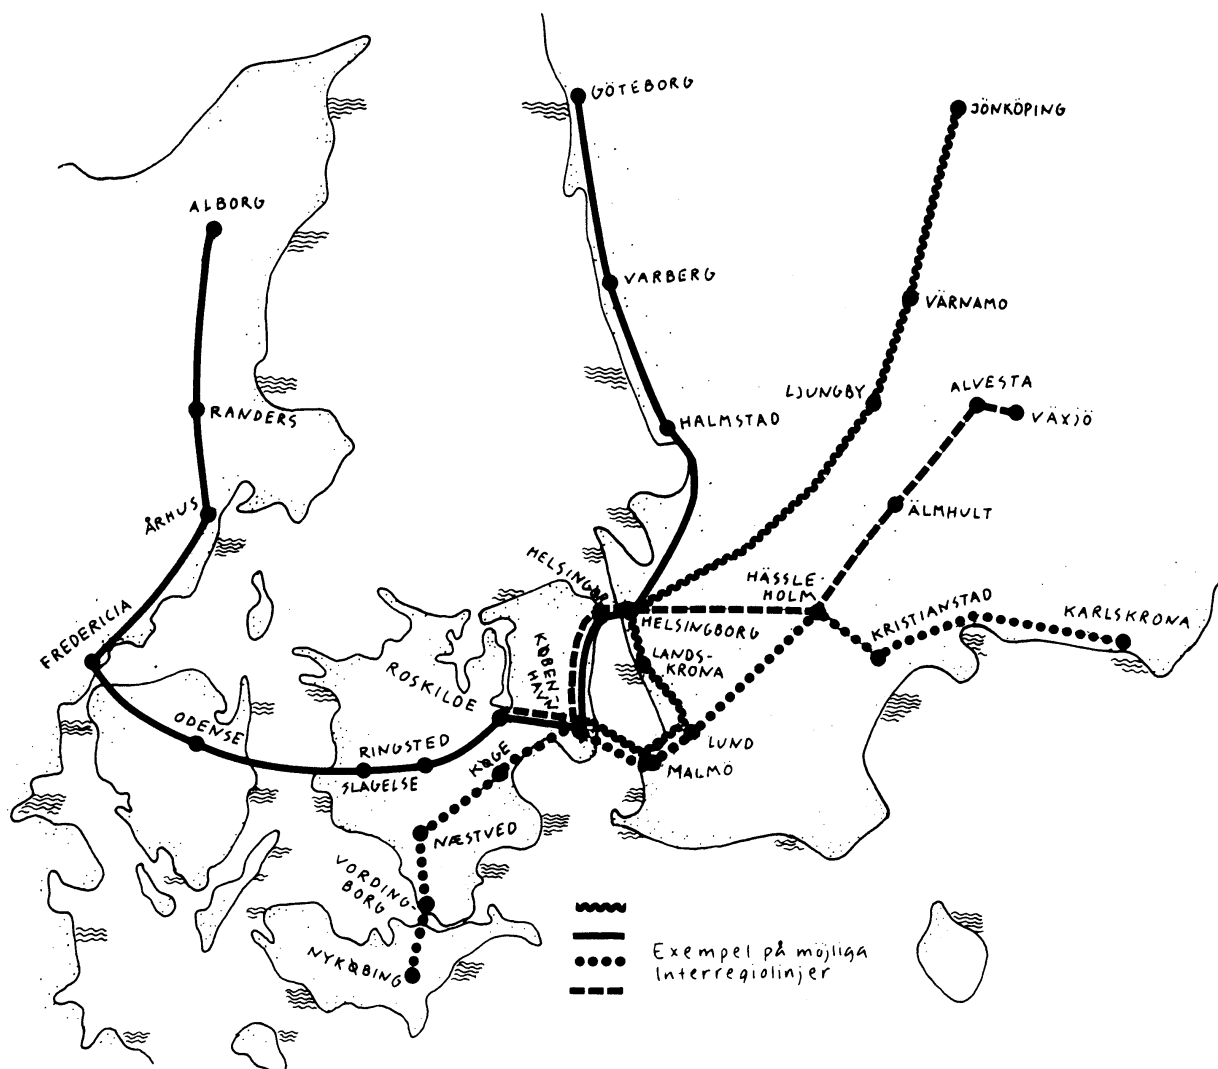 GÖTEBORG
JÖNKÖPING
ALBORG
VARBERG
VÄRNAMO
LJUNGBY
ALVESTA
VÄXJÖ
RANDERS
HALMSTAD
ÅRHUS
ÄLMHULT
HELSINGØR
HÄSSLE-
HOLM
FREDERICIA
HELSINGBORG
KRISTIANSTAD
KARLSKRONA
KØBEN-
HAVN
LANDS-
KRONA
ROSKILDE
ODENSE
RINGSTED
SLAGELSE
KØGE
LUND
MALMÖ
NÆSTVED
VORDING-
BORG
NYKØBING
Exempel på möjliga
Interregiolinjer